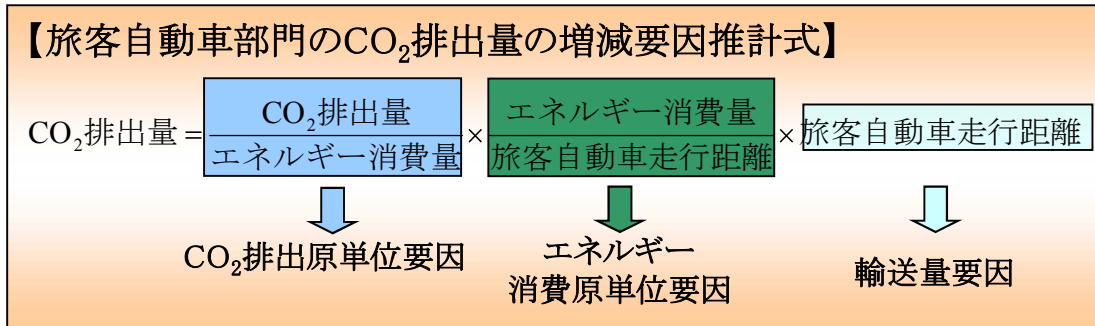 【旅客自動車部門のCO₂排出量の増減要因推計式】
CO₂排出量=CO₂排出量/エネルギー消費量×エネルギー消費量/旅客自動車走行距離×旅客自動車走行距離
CO₂排出原単位要因
エネルギー
消費原単位要因
輸送量要因